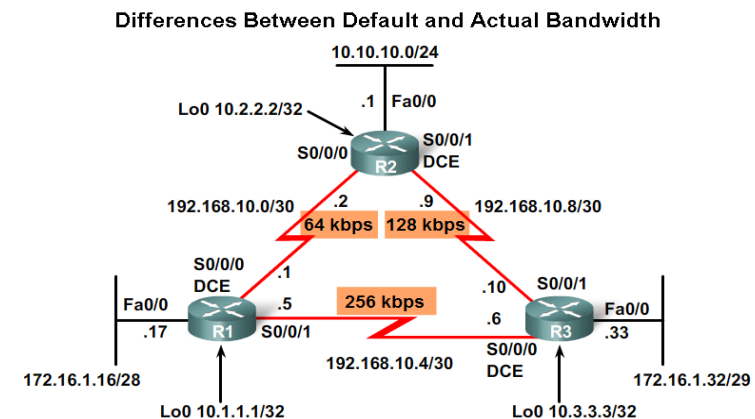 Differences Between Default and Actual Bandwidth
10.10.10.0/24
.1
Fa0/0
Lo0 10.2.2.2/32
S0/0/0
R2
S0/0/1
DCE
192.168.10.0/30
.2
.9
192.168.10.8/30
64 kbps
128 kbps
S0/0/0
DCE
.1
.10
S0/0/1
Fa0/0
.17
R1
.5
S0/0/1
256 kbps
.6
R3
Fa0/0
.33
S0/0/0
DCE
192.168.10.4/30
172.16.1.16/28
172.16.1.32/29
Lo0 10.1.1.1/32
Lo0 10.3.3.3/32